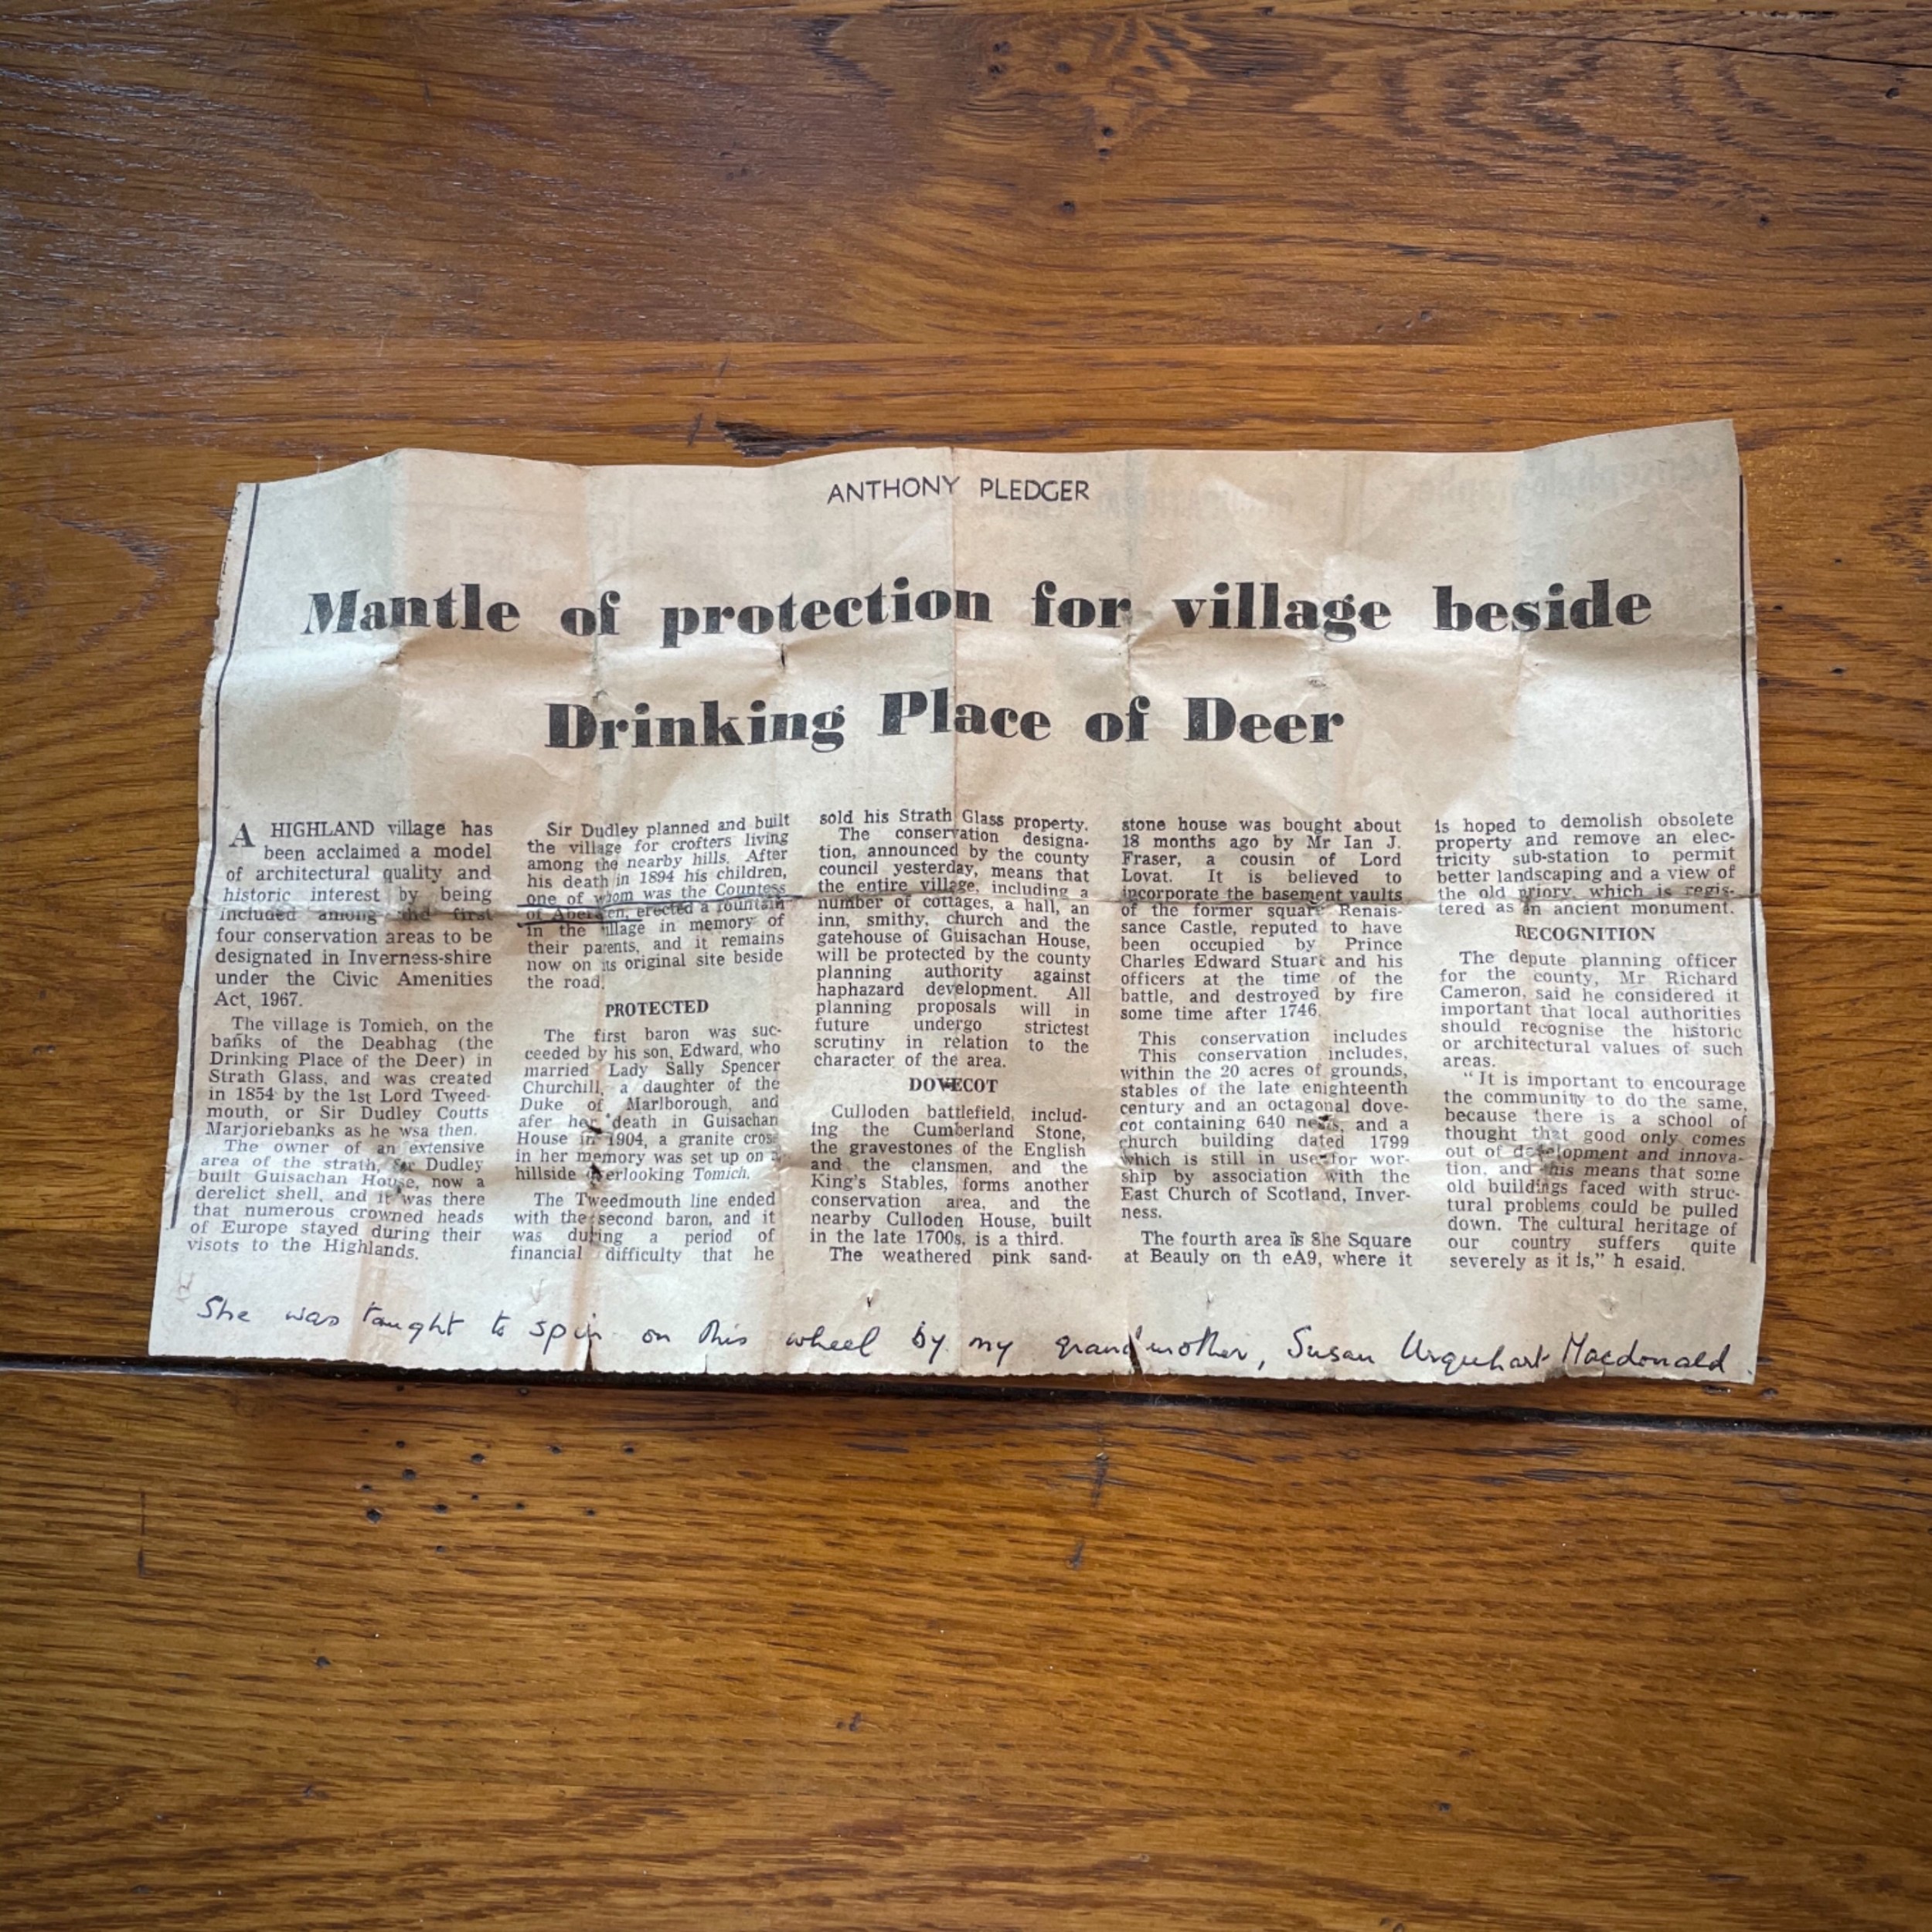 ANTHONY PLEDGER
Mantle of protection for village beside
Drinking Place of Deer
A HIGHLAND village has
been acclaimed a model
of architectural quality and
historic interest by being
included among the first
four conservation areas to be
designated in Inverness-shire
under the Civic Amenities
Act, 1967.
The village is Tomich, on the
banks of the Deabhag (the
Drinking Place of the Deer) in
Strath Glass, and was created
in 1854 by the 1st Lord Tweed-
mouth, or Sir Dudley Coutts
Marjoriebanks as he wsa then.
The owner of an extensive
area of the strath, Sir Dudley
built Guisachan House, now a
derelict shell, and it was there
that numerous crowned heads
of Europe stayed during their
visots to the Highlands.
Sir Dudley planned and built
the village for crofters living
among the nearby hills. After
his death in 1894 his children,
one of whom was the Countess
of Aberdeen, erected a fountain
in the village in memory of
their parents, and it remains
now on its original site beside
the road.
PROTECTED
The first baron was suc-
ceeded by his son, Edward, who
married Lady Sally Spencer
Churchill, a daughter of the
Duke of Marlborough, and
afer her death in Guisachan
House in 1904, a granite cross
in her memory was set up on a
hillside overlooking Tomich.
The Tweedmouth line ended
with the second baron, and it
was during a period of
financial difficulty that he
sold his Strath Glass property.
The conservation designa-
tion, announced by the county
council yesterday, means that
the entire village, including a
number of cottages, a hall, an
inn, smithy, church and the
gatehouse of Guisachan House,
will be protected by the county
planning authority against
haphazard development. All
planning proposals will in
future undergo strictest
scrutiny in relation to the
character of the area.
DOVECOT
Culloden battlefield, includ-
ing the Cumberland Stone,
the gravestones of the English
and the clansmen, and the
King's Stables, forms another
conservation area, and the
nearby Culloden House, built
in the late 1700s, is a third.
The weathered pink sand-
stone house was bought about
18 months ago by Mr Ian J.
Fraser, a cousin of Lord
Lovat. It is believed to
incorporate the basement vaults
of the former square Renais-
sance Castle, reputed to have
been occupied by Prince
Charles Edward Stuart and his
officers at the time of the
battle, and destroyed by fire
some time after 1746.
This conservation includes
This conservation includes,
within the 20 acres of grounds,
stables of the late enighteenth
century and an octagonal dove-
cot containing 640 nests, and a
church building dated 1799
which is still in use for wor-
ship by association with the
East Church of Scotland, Inver-
ness.
The fourth area is She Square
at Beauly on th eA9, where it
is hoped to demolish obsolete
property and remove an elec-
tricity sub-station to permit
better landscaping and a view of
the old priory, which is regis-
tered as an ancient monument.
RECOGNITION
The depute planning officer
for the county, Mr Richard
Cameron, said he considered it
important that local authorities
should recognise the historic
or architectural values of such
areas.
"It is important to encourage
the community to do the same,
because there is a school of
thought that good only comes
out of development and innova-
tion, and this means that some
old buildings faced with struc-
tural problems could be pulled
down. The cultural heritage of
our country suffers quite
severely as it is," h esaid.
She was taught to spin on this wheel by my grandmother, Susan Urquhart Macdonald.